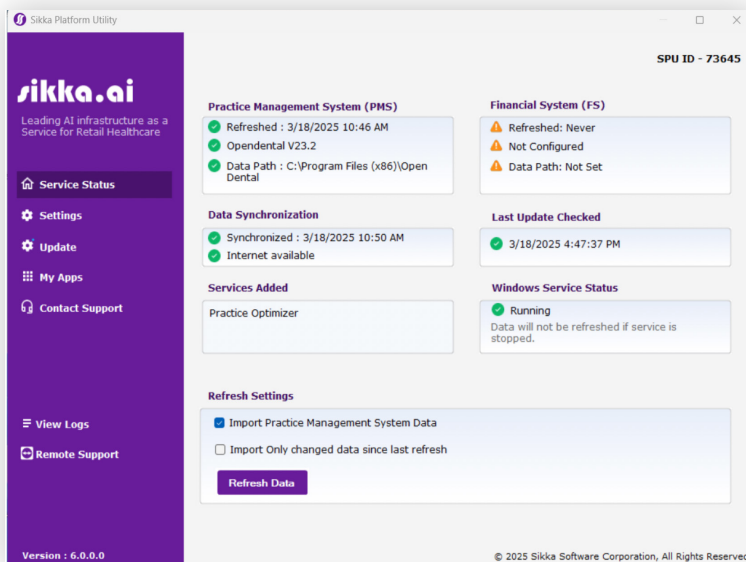 Sikka Platform Utility
SPU ID - 73645
sikka.ai
Leading AI infrastructure as a
Service for Retail Healthcare
Service Status
Settings
Update
My Apps
Contact Support
View Logs
Remote Support
Version : 6.0.0.0
Practice Management System (PMS)
Refreshed : 3/18/2025 10:46 AM
Opendental V23.2
Data Path : C:\Program Files (x86)\Open
Dental
Financial System (FS)
Refreshed: Never
Not Configured
Data Path: Not Set
Data Synchronization
Synchronized : 3/18/2025 10:50 AM
Internet available
Last Update Checked
3/18/2025 4:47:37 PM
Services Added
Practice Optimizer
Windows Service Status
Running
Data will not be refreshed if service is
stopped.
Refresh Settings
Import Practice Management System Data
Import Only changed data since last refresh
Refresh Data
© 2025 Sikka Software Corporation, All Rights Reserved